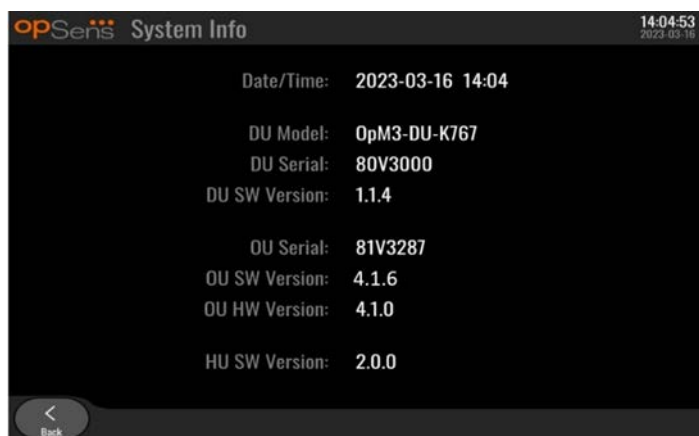 opSens System Info
14:04:53
2023-03-16
Date/Time: 2023-03-16 14:04
DU Model: OpM3-DU-K767
DU Serial: 80V3000
DU SW Version: 1.1.4
OU Serial: 81V3287
OU SW Version: 4.1.6
OU HW Version: 4.1.0
HU SW Version: 2.0.0
Back